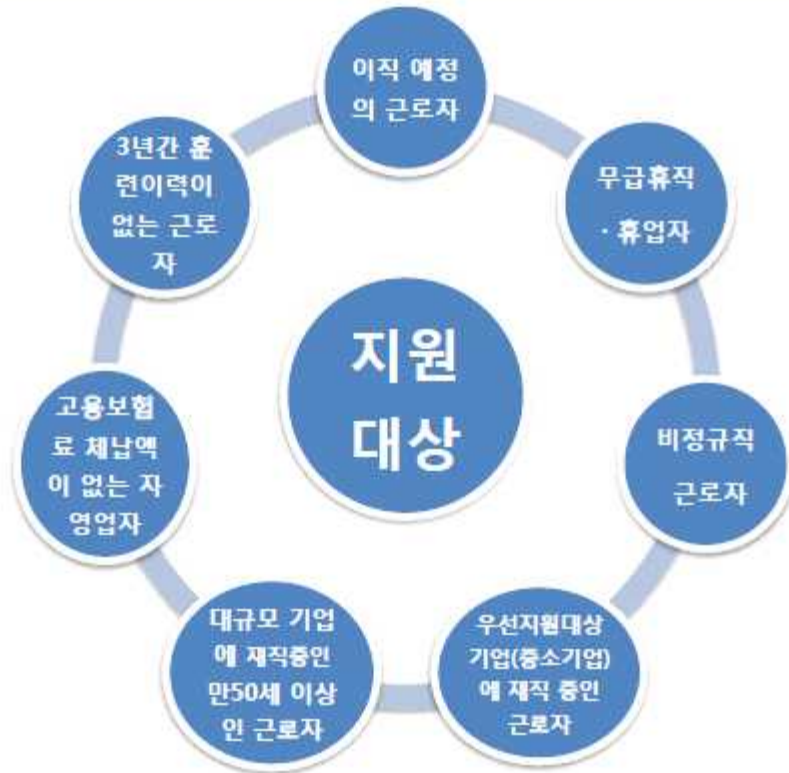 지원
대상
이직 예정
의 근로자
무급휴직
· 휴업자
비정규직
근로자
우선지원대상
기업(중소기업)
에 재직 중인
근로자
대규모 기업
에 재직중인
만50세 이상
인 근로자
고용보험
료 체납액
이 없는 자
영업자
3년간 훈
련이력이
없는 근로
자